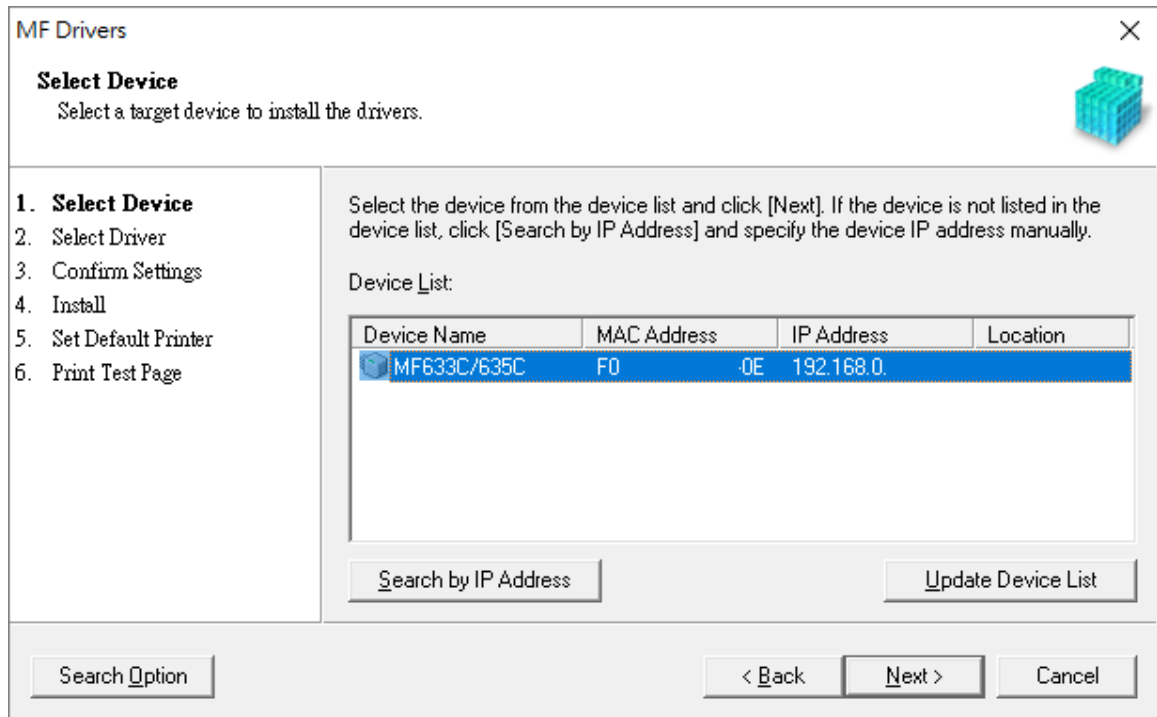 MF Drivers
Select Device
Select a target device to install the drivers.
1. Select Device
2. Select Driver
3. Confirm Settings
4. Install
5. Set Default Printer
6. Print Test Page
Select the device from the device list and click [Next]. If the device is not listed in the
device list, click [Search by IP Address] and specify the device IP address manually.
Device List:
Device Name MAC Address IP Address Location
MF633C/635C F0 -0E 192.168.0.
Search by IP Address Update Device List
Search Option < Back Next > Cancel